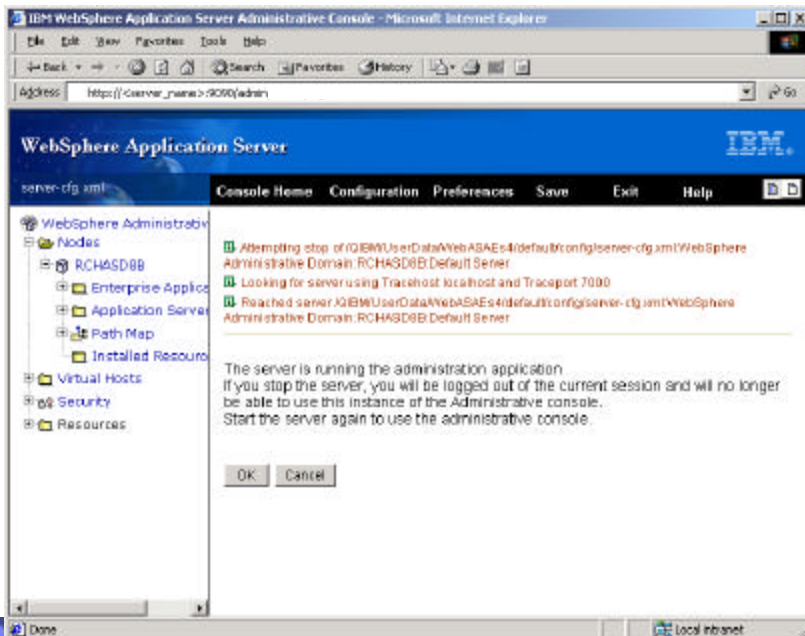 IBM WebSphere Application Server Administrative Console - Microsoft Internet Explorer
File Edit View Favorites Tools Help
Back Search Favorites History
Address http://<server_name>:9090/admin Go
WebSphere Application Server IBM
server-cfg.xml Console Home Configuration Preferences Save Exit Help
WebSphere Administrativ
Nodes
RCHASD8B
Enterprise Applica
Application Server
Path Map
Installed Resourc
Virtual Hosts
Security
Resources
Attempting stop of /QIBM/UserData/WebASAEs4/default/config/server-cfg.xml WebSphere
Administrative Domain:RCHASD8B:Default Server
Looking for server using Tracehost localhost and Traceport 7000
Reached server /QIBM/UserData/WebASAEs4/default/config/server-cfg.xml WebSphere
Administrative Domain:RCHASD8B:Default Server
The server is running the administration application
If you stop the server, you will be logged out of the current session and will no longer
be able to use this instance of the Administrative console.
Start the server again to use the administrative console.
OK Cancel
Done Local intranet